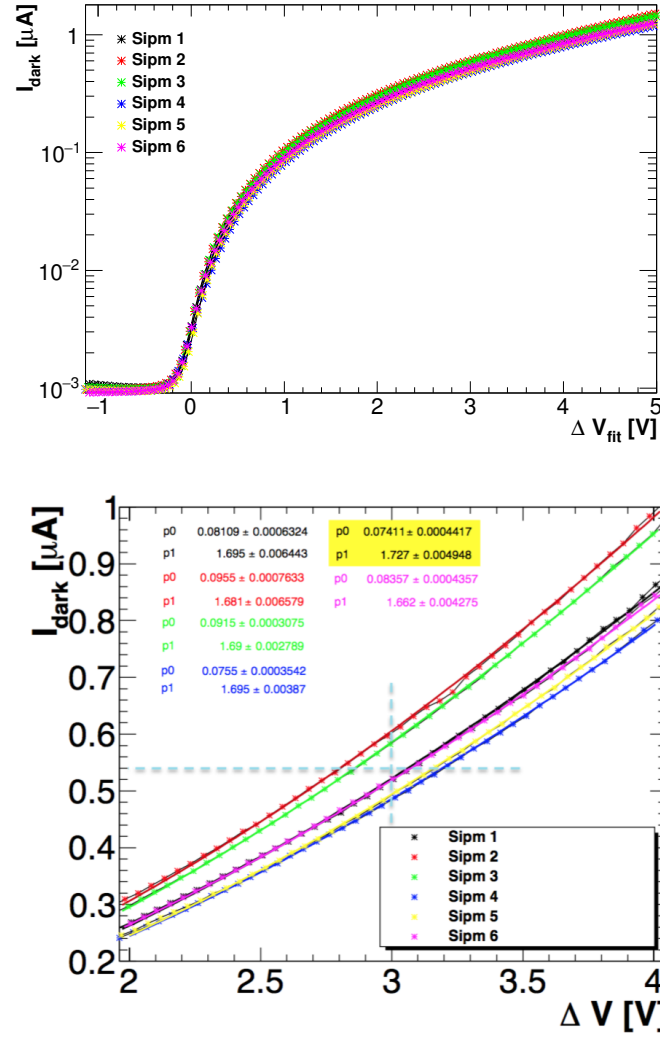 I_dark [μA]
1
10⁻¹
10⁻²
10⁻³
Sipm 1
Sipm 2
Sipm 3
Sipm 4
Sipm 5
Sipm 6
−1 0 1 2 3 4 5
Δ V_fit [V]
I_dark [μA]
1
0.9
0.8
0.7
0.6
0.5
0.4
0.3
0.2
p0 0.08109 ± 0.0006324
p1 1.695 ± 0.006443
p0 0.0955 ± 0.0007633
p1 1.681 ± 0.006579
p0 0.0915 ± 0.0003075
p1 1.69 ± 0.002789
p0 0.0755 ± 0.0003542
p1 1.695 ± 0.00387
p0 0.07411 ± 0.0004417
p1 1.727 ± 0.004948
p0 0.08357 ± 0.0004357
p1 1.662 ± 0.004275
Sipm 1
Sipm 2
Sipm 3
Sipm 4
Sipm 5
Sipm 6
2 2.5 3 3.5 4
Δ V [V]